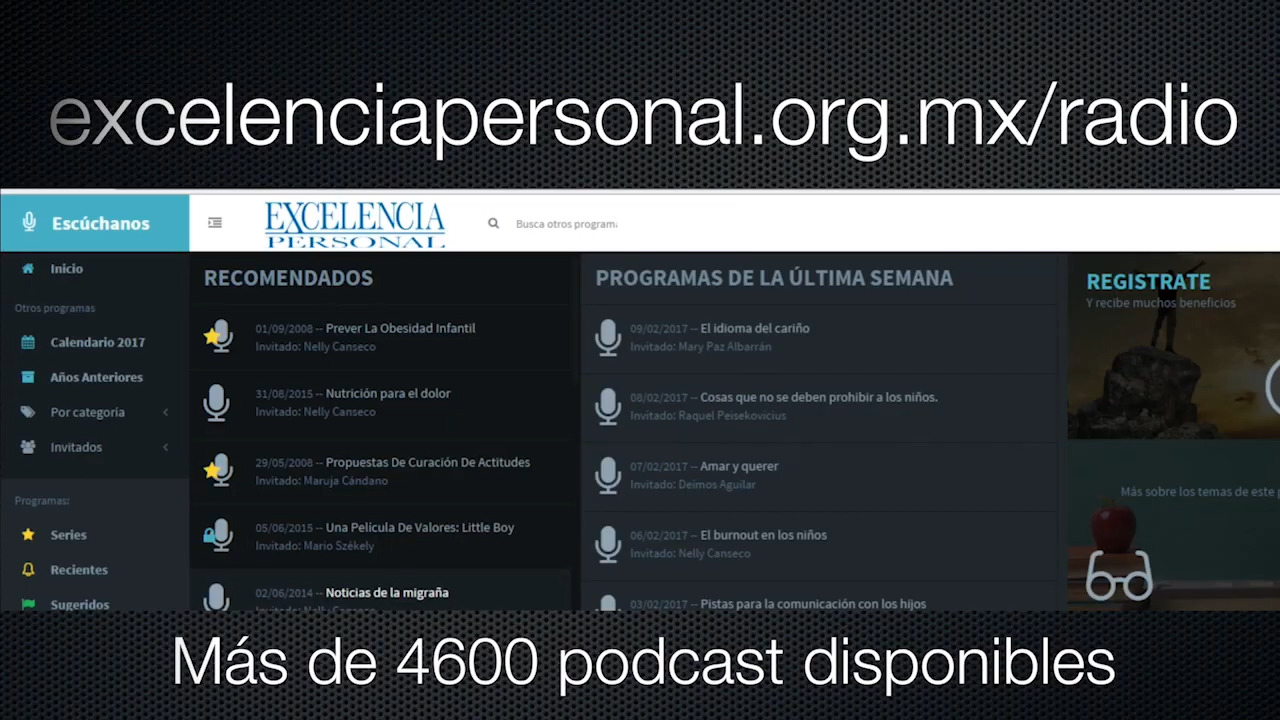 excelenciapersonal.org.mx/radio
Escúchanos
EXCELENCIA
PERSONAL
Busca otros programa
Inicio
Otros programas
Calendario 2017
Años Anteriores
Por categoría
Invitados
Programas:
Series
Recientes
Sugeridos
RECOMENDADOS
01/09/2008 -- Prever La Obesidad Infantil
Invitado: Nelly Canseco
31/08/2015 -- Nutrición para el dolor
Invitado: Nelly Canseco
29/05/2008 -- Propuestas De Curación De Actitudes
Invitado: Maruja Cándano
05/06/2015 -- Una Película De Valores: Little Boy
Invitado: Mario Székely
02/06/2014 -- Noticias de la migraña
Invitado: Nelly Canseco
PROGRAMAS DE LA ÚLTIMA SEMANA
09/02/2017 -- El idioma del cariño
Invitado: Mary Paz Albarrán
08/02/2017 -- Cosas que no se deben prohibir a los niños.
Invitado: Raquel Peisekovicius
07/02/2017 -- Amar y querer
Invitado: Deimos Aguilar
06/02/2017 -- El burnout en los niños
Invitado: Nelly Canseco
03/02/2017 -- Pistas para la comunicación con los hijos
REGISTRATE
Y recibe muchos beneficios
Más sobre los temas de este
Más de 4600 podcast disponibles